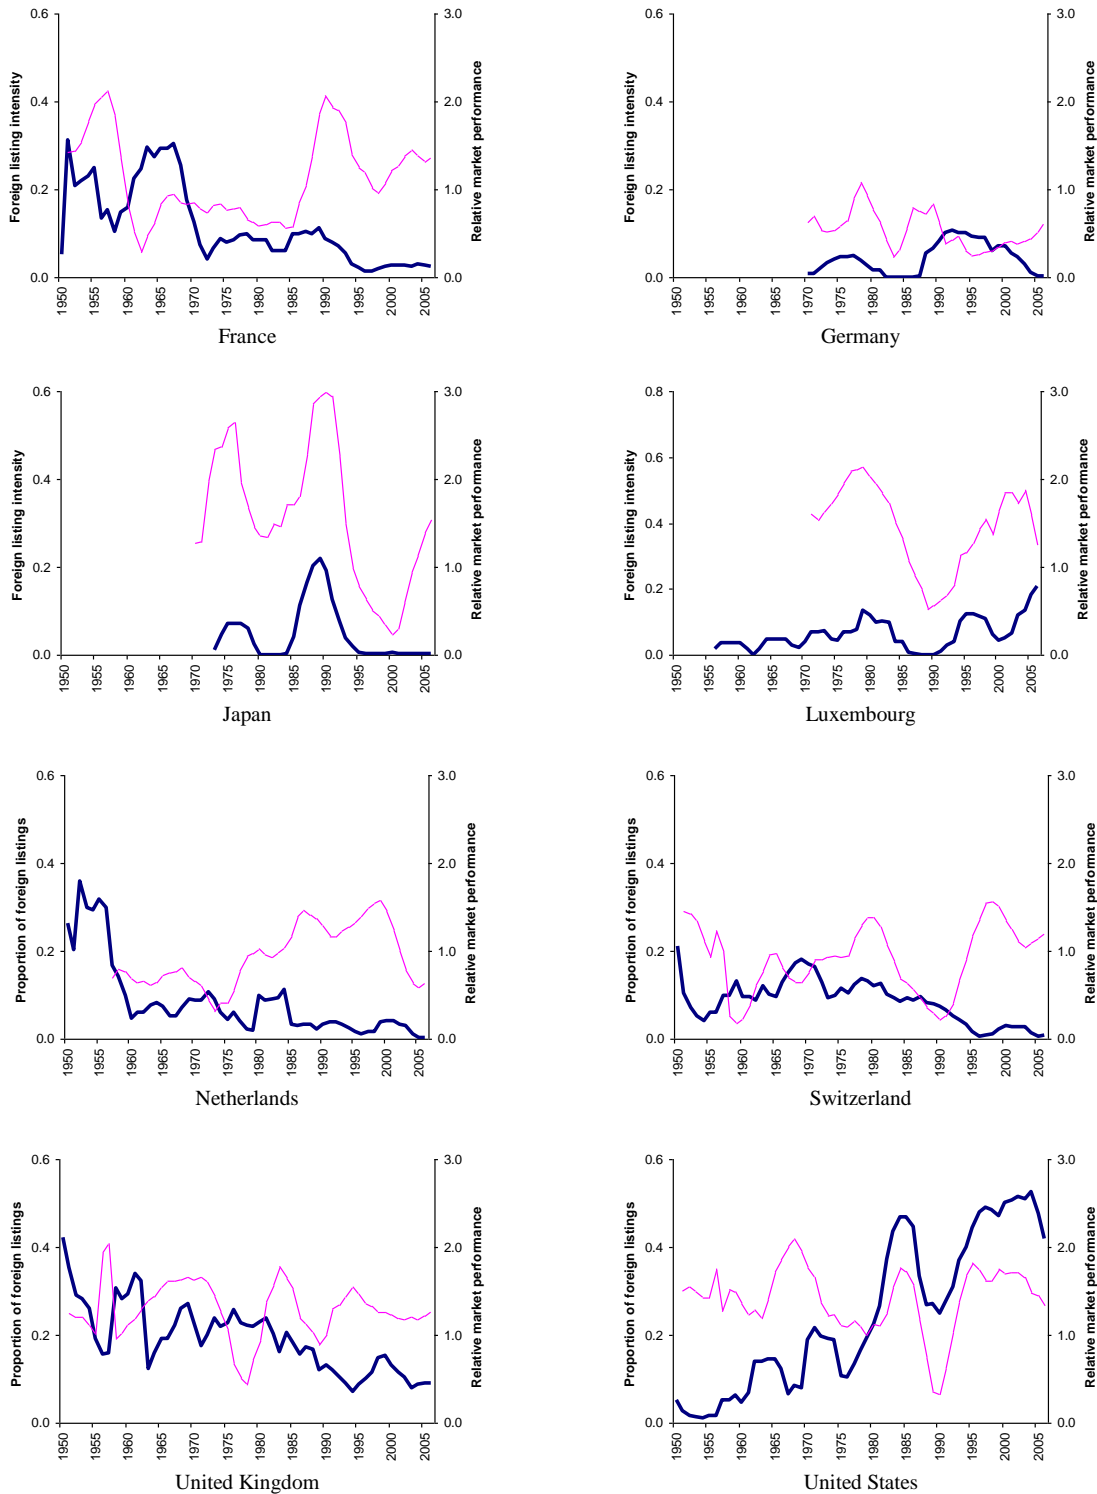 0.6
0.4
0.2
0.0
Foreign listing intensity
3.0
2.0
1.0
0.0
Relative market performance
1950 1955 1960 1965 1970 1975 1980 1985 1990 1995 2000 2005
France
0.6
0.4
0.2
0.0
Foreign listing intensity
3.0
2.0
1.0
0.0
Relative market performance
1950 1955 1960 1965 1970 1975 1980 1985 1990 1995 2000 2005
Germany
0.6
0.4
0.2
0.0
Foreign listing intensity
3.0
2.0
1.0
0.0
Relative market performance
1950 1955 1960 1965 1970 1975 1980 1985 1990 1995 2000 2005
Japan
0.8
0.6
0.4
0.2
0.0
Foreign listing intensity
3.0
2.0
1.0
0.0
Relative market performance
1950 1955 1960 1965 1970 1975 1980 1985 1990 1995 2000 2005
Luxembourg
0.6
0.4
0.2
0.0
Proportion of foreign listings
3.0
2.0
1.0
0.0
Relative market performance
1950 1955 1960 1965 1970 1975 1980 1985 1990 1995 2000 2005
Netherlands
0.6
0.4
0.2
0.0
Proportion of foreign listings
3.0
2.0
1.0
0.0
Relative market performance
1950 1955 1960 1965 1970 1975 1980 1985 1990 1995 2000 2005
Switzerland
0.6
0.4
0.2
0.0
Proportion of foreign listings
3.0
2.0
1.0
0.0
Relative market performance
1950 1955 1960 1965 1970 1975 1980 1985 1990 1995 2000 2005
United Kingdom
0.6
0.4
0.2
0.0
Proportion of foreign listings
3.0
2.0
1.0
0.0
Relative market performance
1950 1955 1960 1965 1970 1975 1980 1985 1990 1995 2000 2005
United States